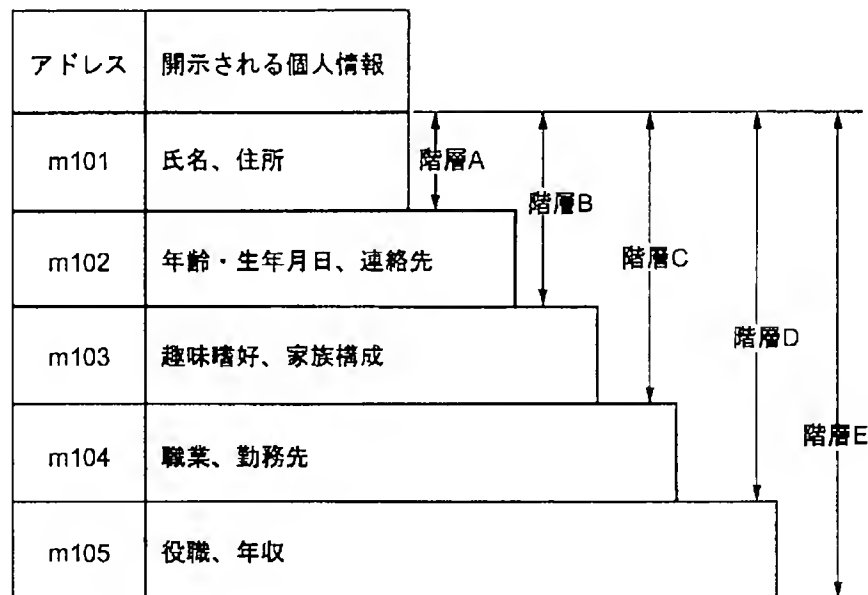 アドレス 開示される個人情報
m101 氏名、住所 階層A
階層B
m102 年齢・生年月日、連絡先 階層C
m103 趣味嗜好、家族構成 階層D
階層E
m104 職業、勤務先
m105 役職、年収